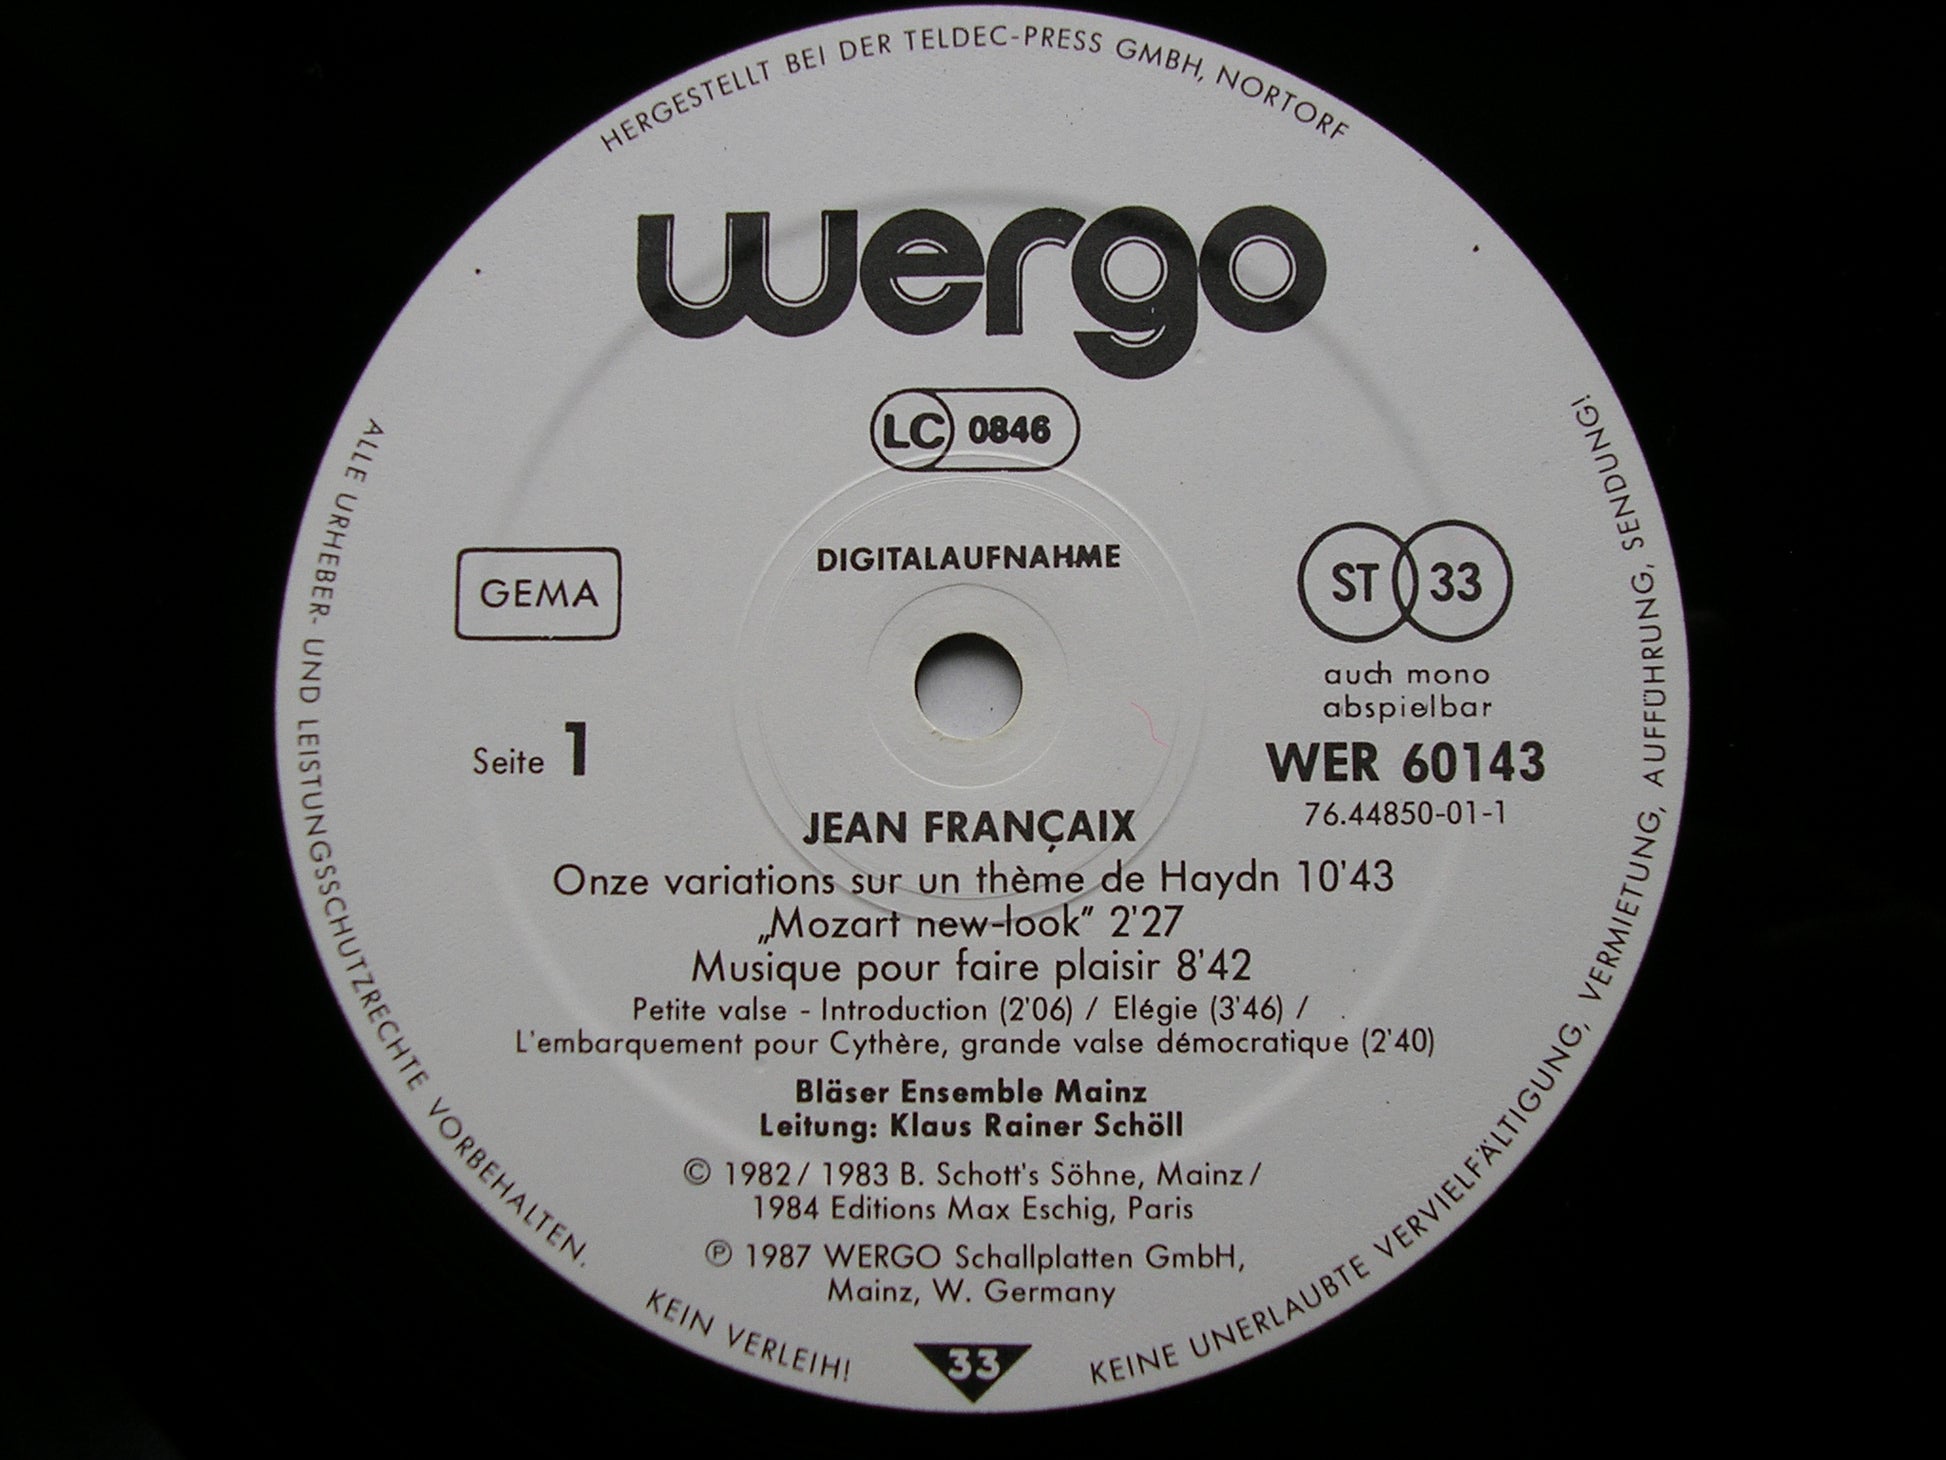 HERGESTELLT BEI DER TELDEC-PRESS GMBH, NORTORF
wergo
LC 0846
DIGITALAUFNAHME
GEMA
ST 33
auch mono
abspielbar
Seite 1
WER 60143
76.44850-01-1
JEAN FRANÇAIX
Onze variations sur un thème de Haydn 10'43
„Mozart new-look" 2'27
Musique pour faire plaisir 8'42
Petite valse - Introduction (2'06) / Elégie (3'46) /
L'embarquement pour Cythère, grande valse démocratique (2'40)
Bläser Ensemble Mainz
Leitung: Klaus Rainer Schöll
© 1982/ 1983 B. Schott's Söhne, Mainz/
1984 Editions Max Eschig, Paris
℗ 1987 WERGO Schallplatten GmbH,
Mainz, W. Germany
33
ALLE URHEBER- UND LEISTUNGSSCHUTZRECHTE VORBEHALTEN.
KEIN VERLEIH!
KEINE UNERLAUBTE VERVIELFÄLTIGUNG, VERMIETUNG, AUFFÜHRUNG, SENDUNG!